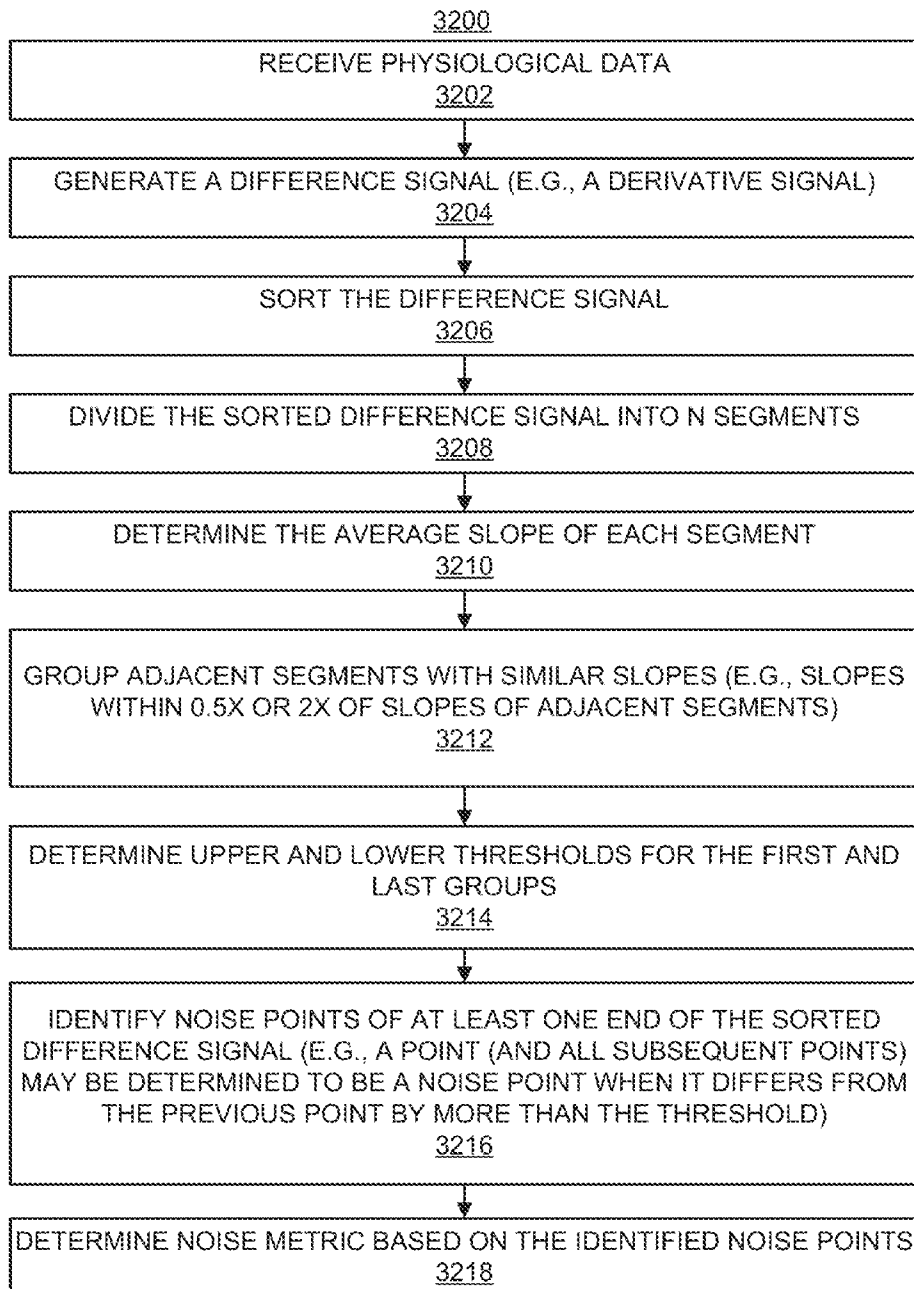 3200
RECEIVE PHYSIOLOGICAL DATA
3202
GENERATE A DIFFERENCE SIGNAL (E.G., A DERIVATIVE SIGNAL)
3204
SORT THE DIFFERENCE SIGNAL
3206
DIVIDE THE SORTED DIFFERENCE SIGNAL INTO N SEGMENTS
3208
DETERMINE THE AVERAGE SLOPE OF EACH SEGMENT
3210
GROUP ADJACENT SEGMENTS WITH SIMILAR SLOPES (E.G., SLOPES
WITHIN 0.5X OR 2X OF SLOPES OF ADJACENT SEGMENTS)
3212
DETERMINE UPPER AND LOWER THRESHOLDS FOR THE FIRST AND
LAST GROUPS
3214
IDENTIFY NOISE POINTS OF AT LEAST ONE END OF THE SORTED
DIFFERENCE SIGNAL (E.G., A POINT (AND ALL SUBSEQUENT POINTS)
MAY BE DETERMINED TO BE A NOISE POINT WHEN IT DIFFERS FROM
THE PREVIOUS POINT BY MORE THAN THE THRESHOLD)
3216
DETERMINE NOISE METRIC BASED ON THE IDENTIFIED NOISE POINTS
3218